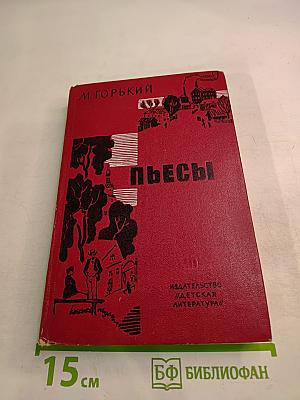 М. ГОРЬКИЙ
ПЬЕСЫ
ИЗДАТЕЛЬСТВО
«ДЕТСКАЯ
ЛИТЕРАТУРА»
15 см
БФ БИБЛИОФАН